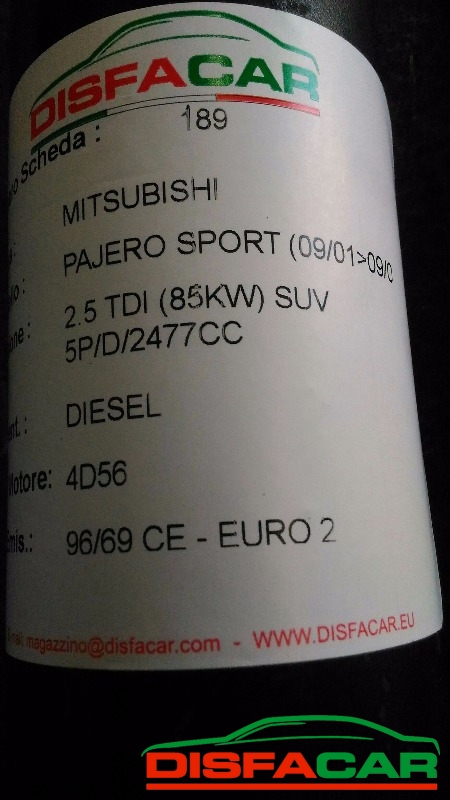 DISFACAR
Scheda : 189
MITSUBISHI
PAJERO SPORT (09/01>09/0
2.5 TDI (85KW) SUV
5P/D/2477CC
DIESEL
Motore: 4D56
96/69 CE - EURO 2
magazzino@disfacar.com - WWW.DISFACAR.EU
DISFACAR